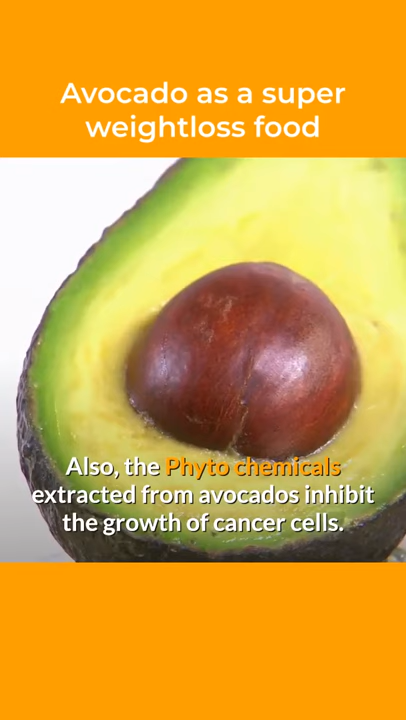 Avocado as a super
weightloss food
Also, the Phyto chemicals
extracted from avocados inhibit
the growth of cancer cells.